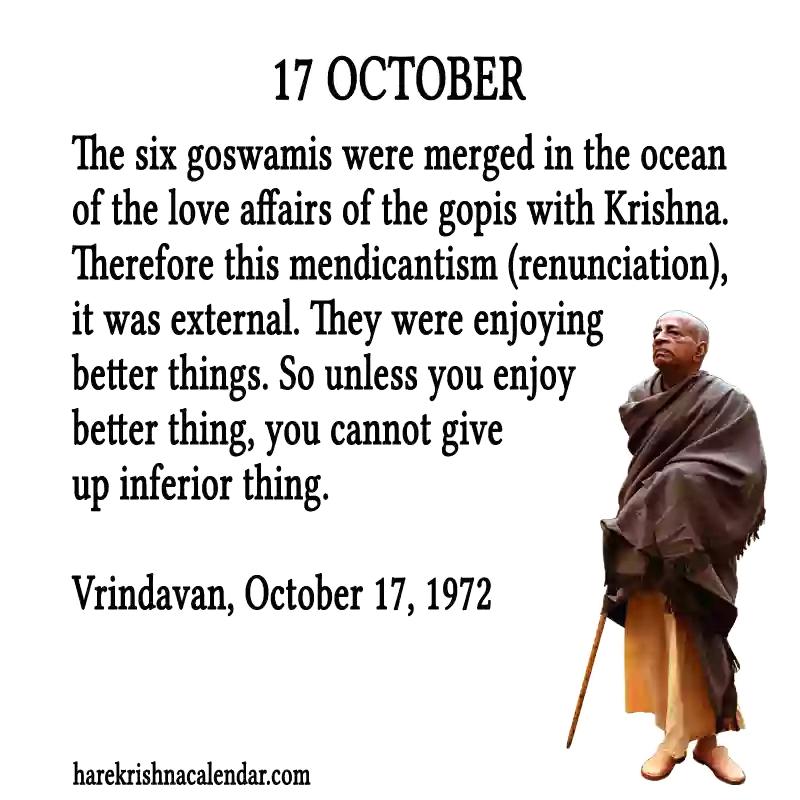 17 OCTOBER
The six goswamis were merged in the ocean
of the love affairs of the gopis with Krishna.
Therefore this mendicantism (renunciation),
it was external. They were enjoying
better things. So unless you enjoy
better thing, you cannot give
up inferior thing.
Vrindavan, October 17, 1972
harekrishnacalendar.com